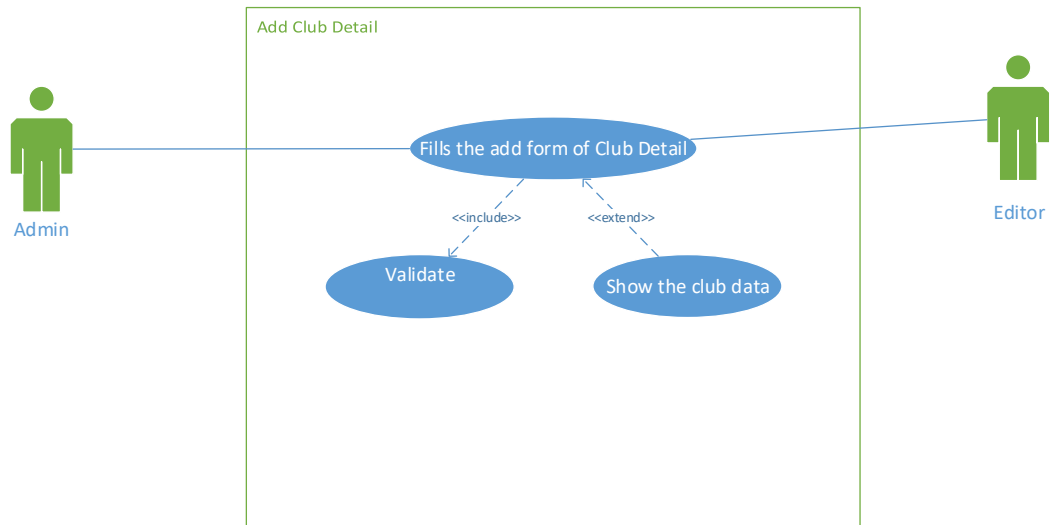 Add Club Detail
Fills the add form of Club Detail
<<include>>
<<extend>>
Admin
Editor
Validate
Show the club data